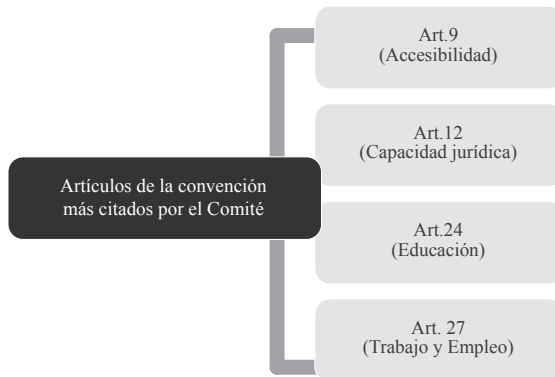 Artículos de la convención
más citados por el Comité
Art.9
(Accesibilidad)
Art.12
(Capacidad jurídica)
Art.24
(Educación)
Art. 27
(Trabajo y Empleo)